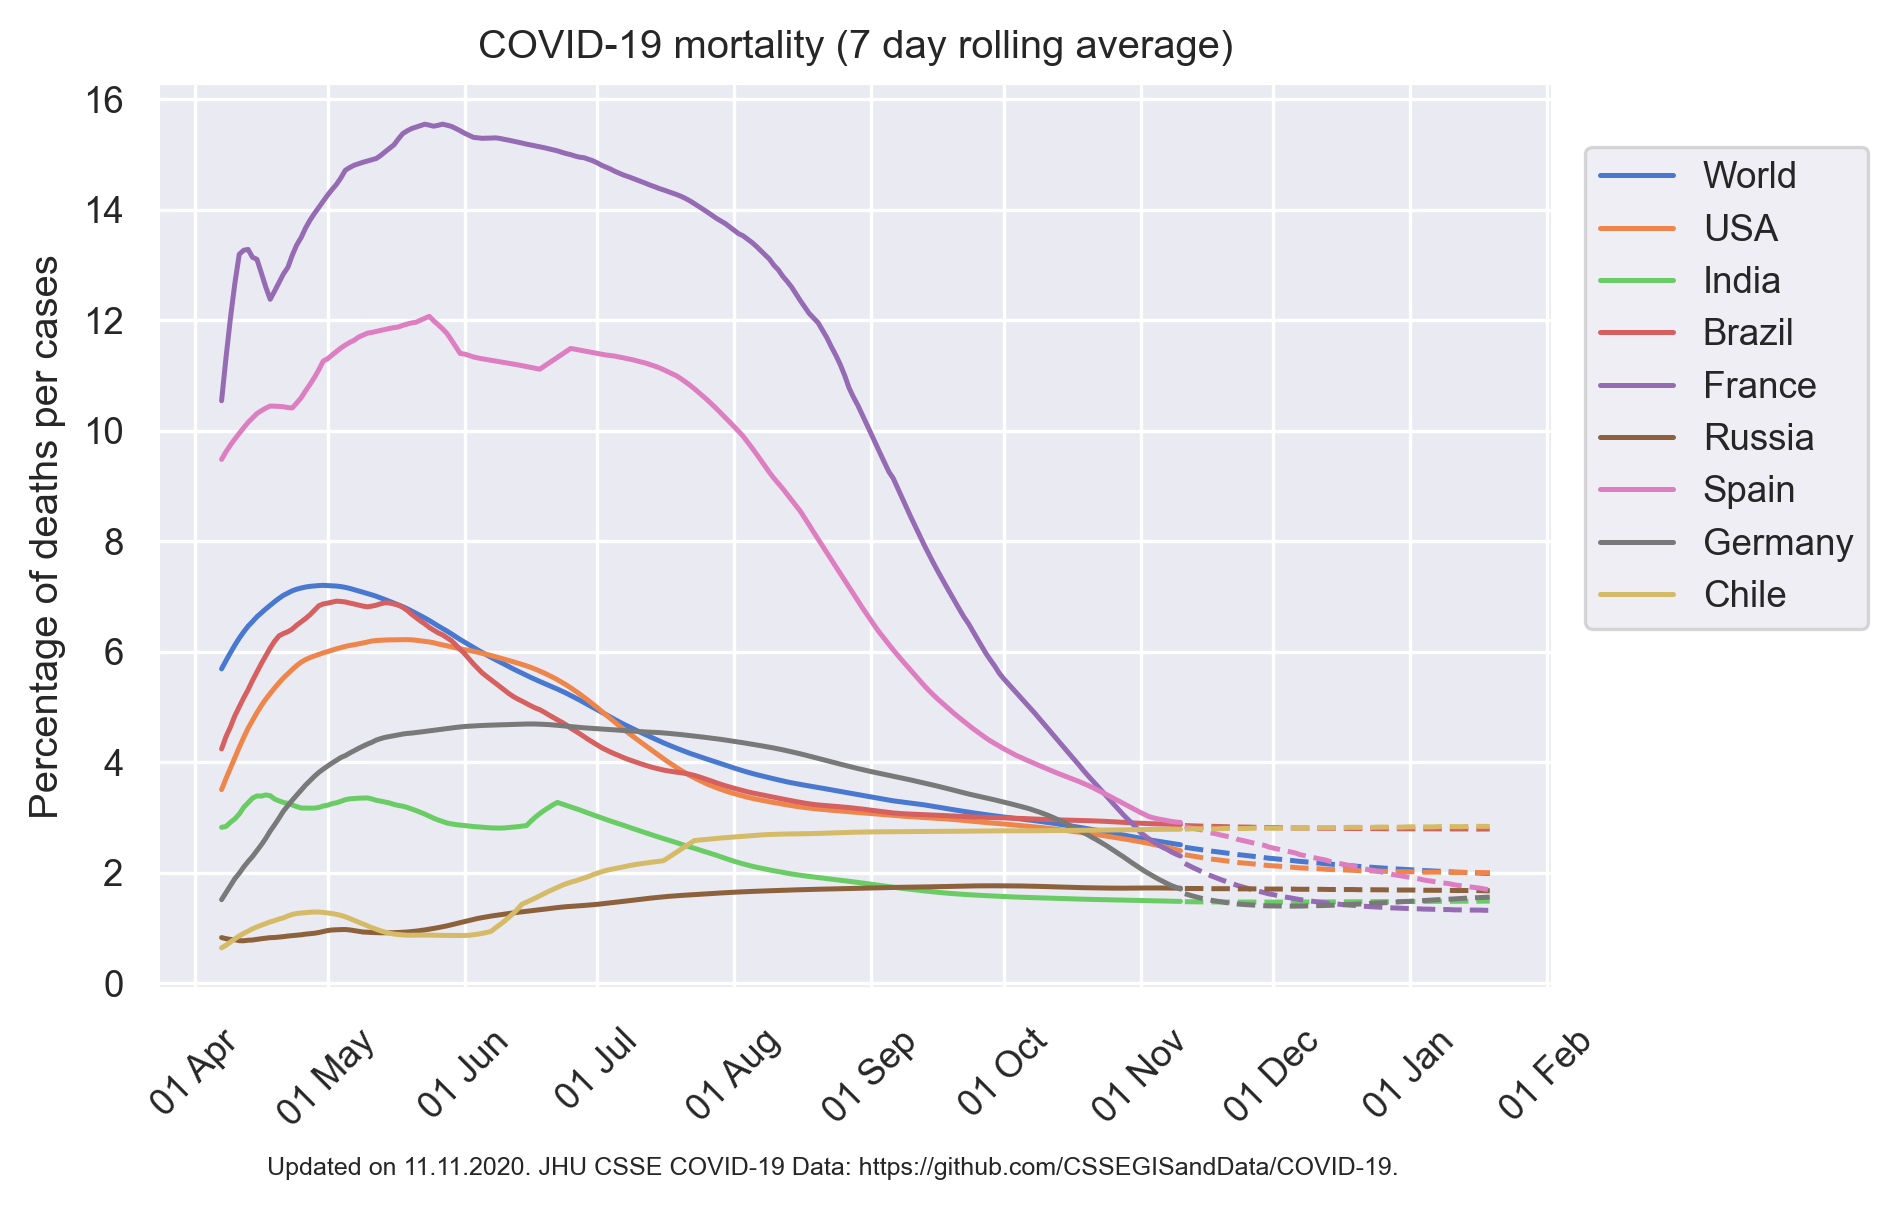 COVID-19 mortality (7 day rolling average)
Percentage of deaths per cases
16
14
12
10
8
6
4
2
0
01 Apr
01 May
01 Jun
01 Jul
01 Aug
01 Sep
01 Oct
01 Nov
01 Dec
01 Jan
01 Feb
World
USA
India
Brazil
France
Russia
Spain
Germany
Chile
Updated on 11.11.2020. JHU CSSE COVID-19 Data: https://github.com/CSSEGISandData/COVID-19.